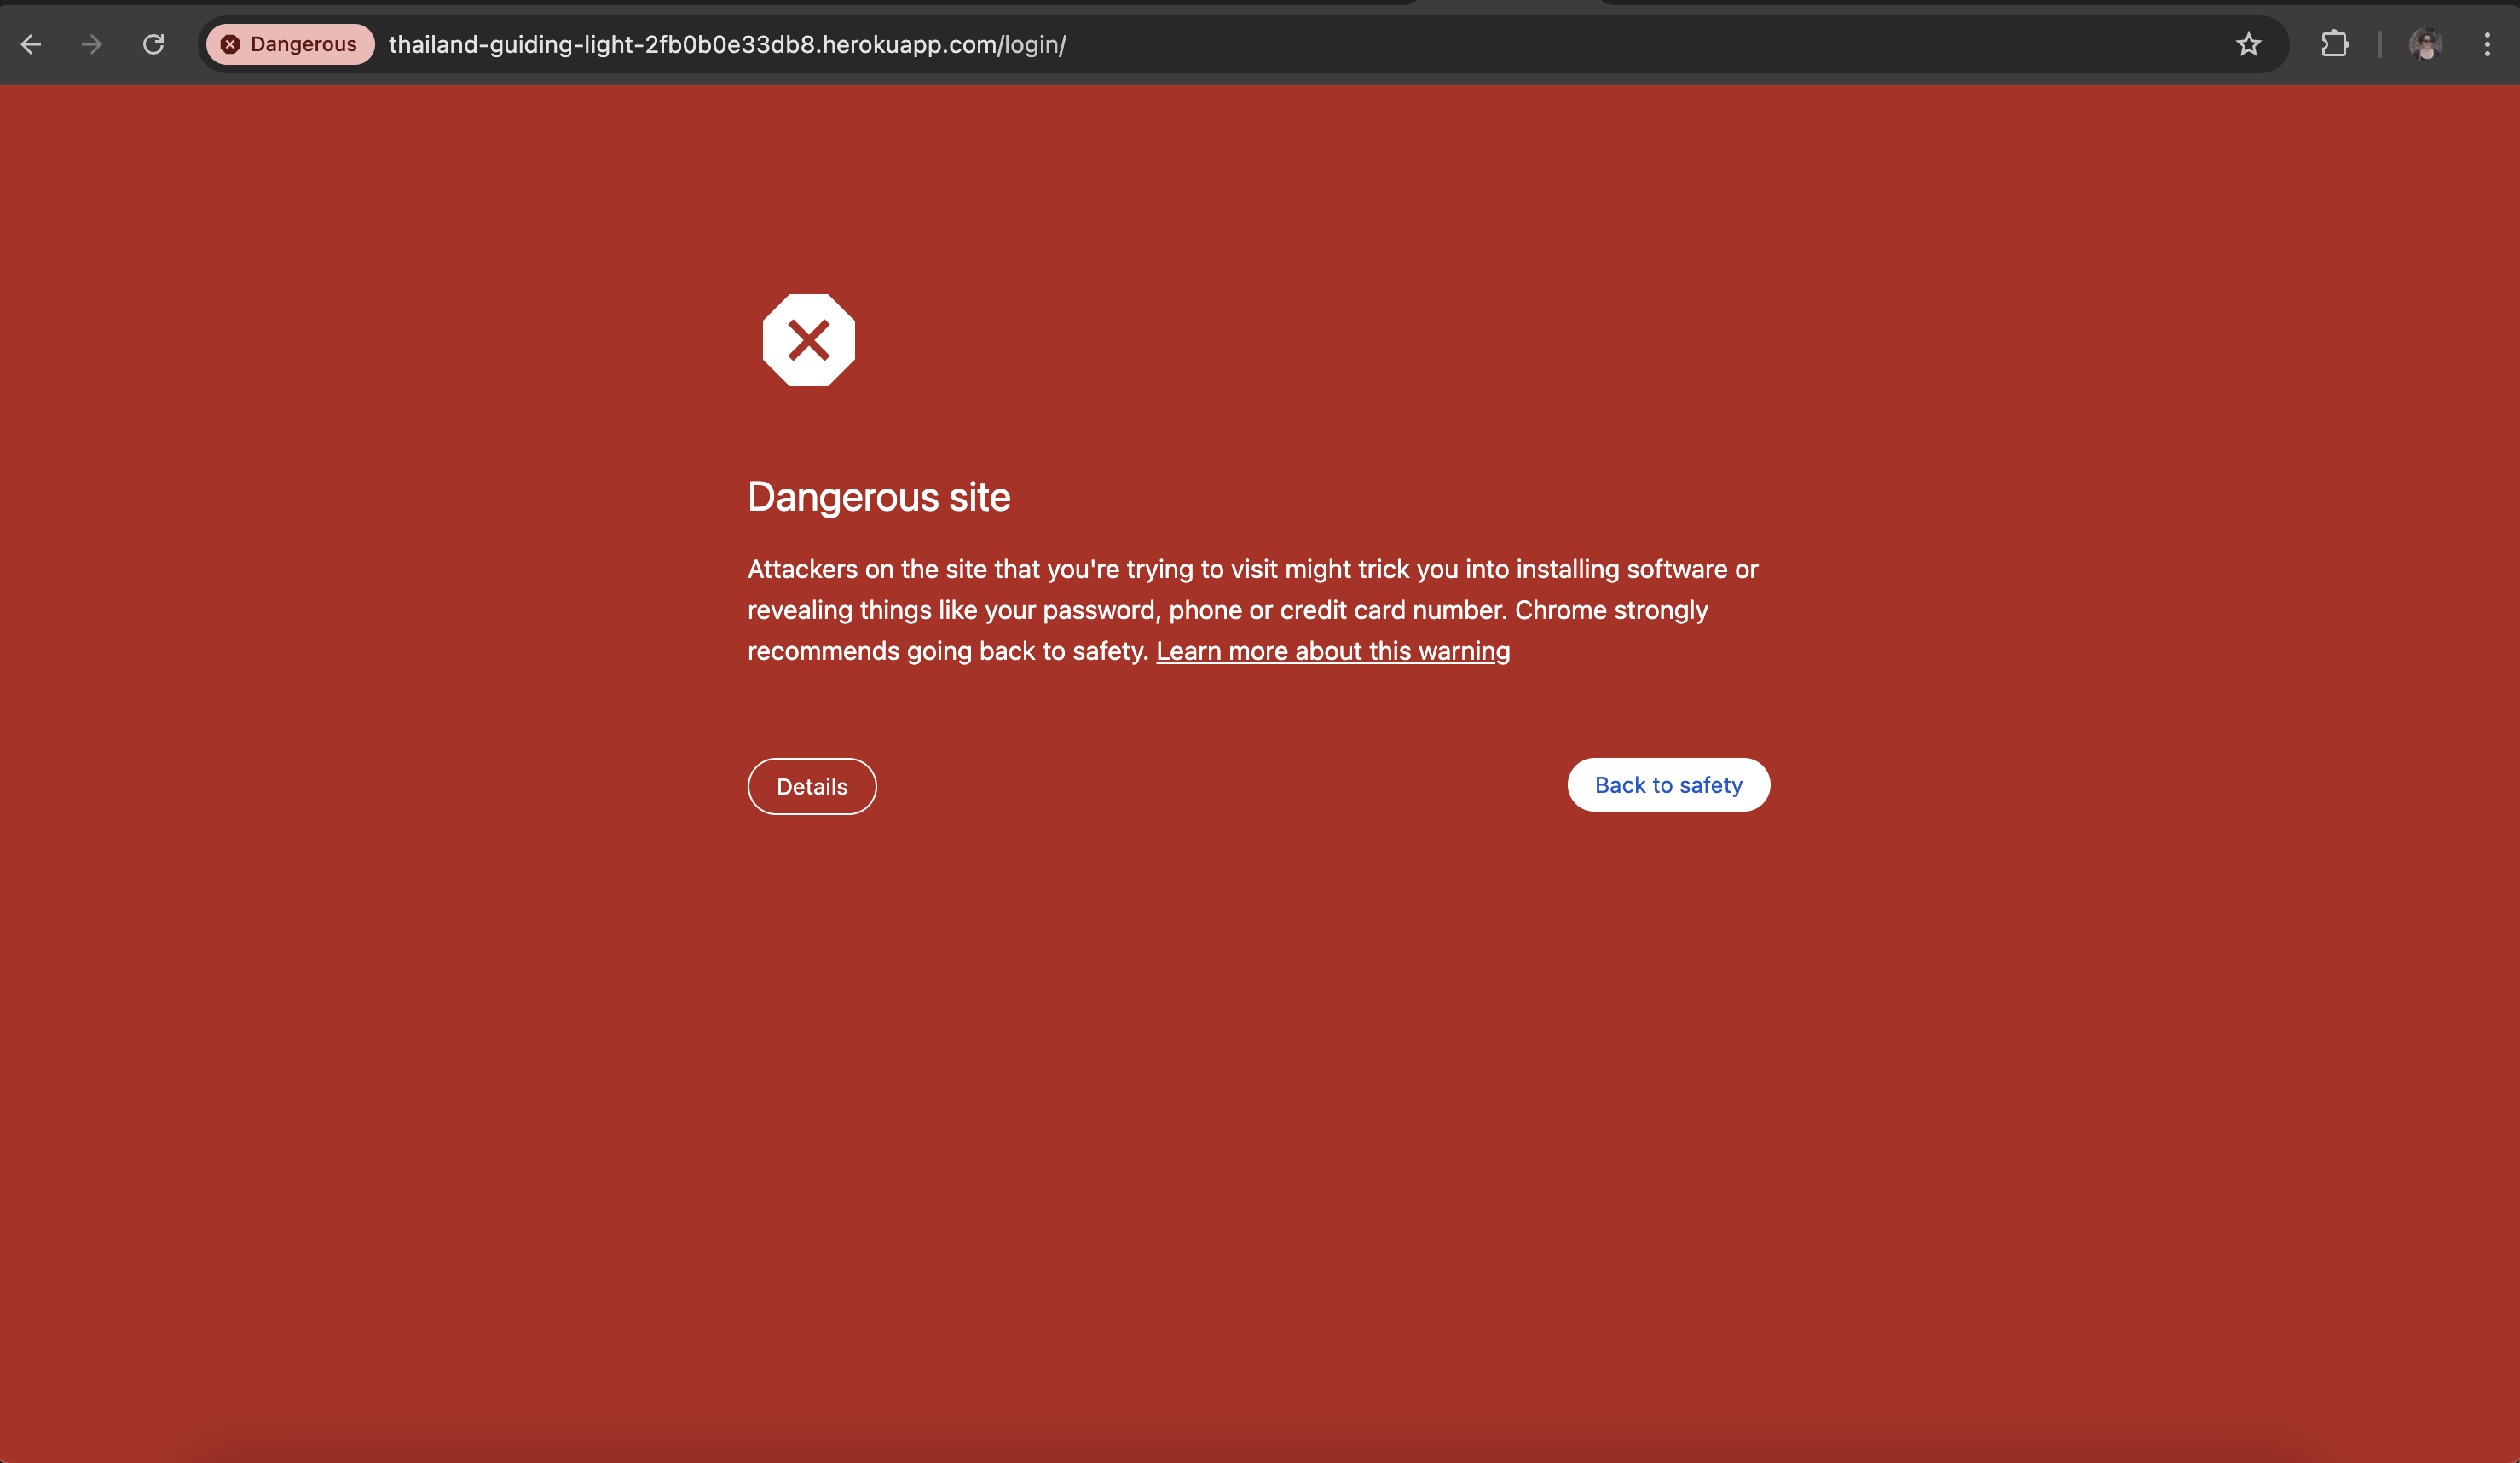 Dangerous
thailand-guiding-light-2fb0b0e33db8.herokuapp.com/login/
Dangerous site
Attackers on the site that you're trying to visit might trick you into installing software or
revealing things like your password, phone or credit card number. Chrome strongly
recommends going back to safety. Learn more about this warning
Details
Back to safety